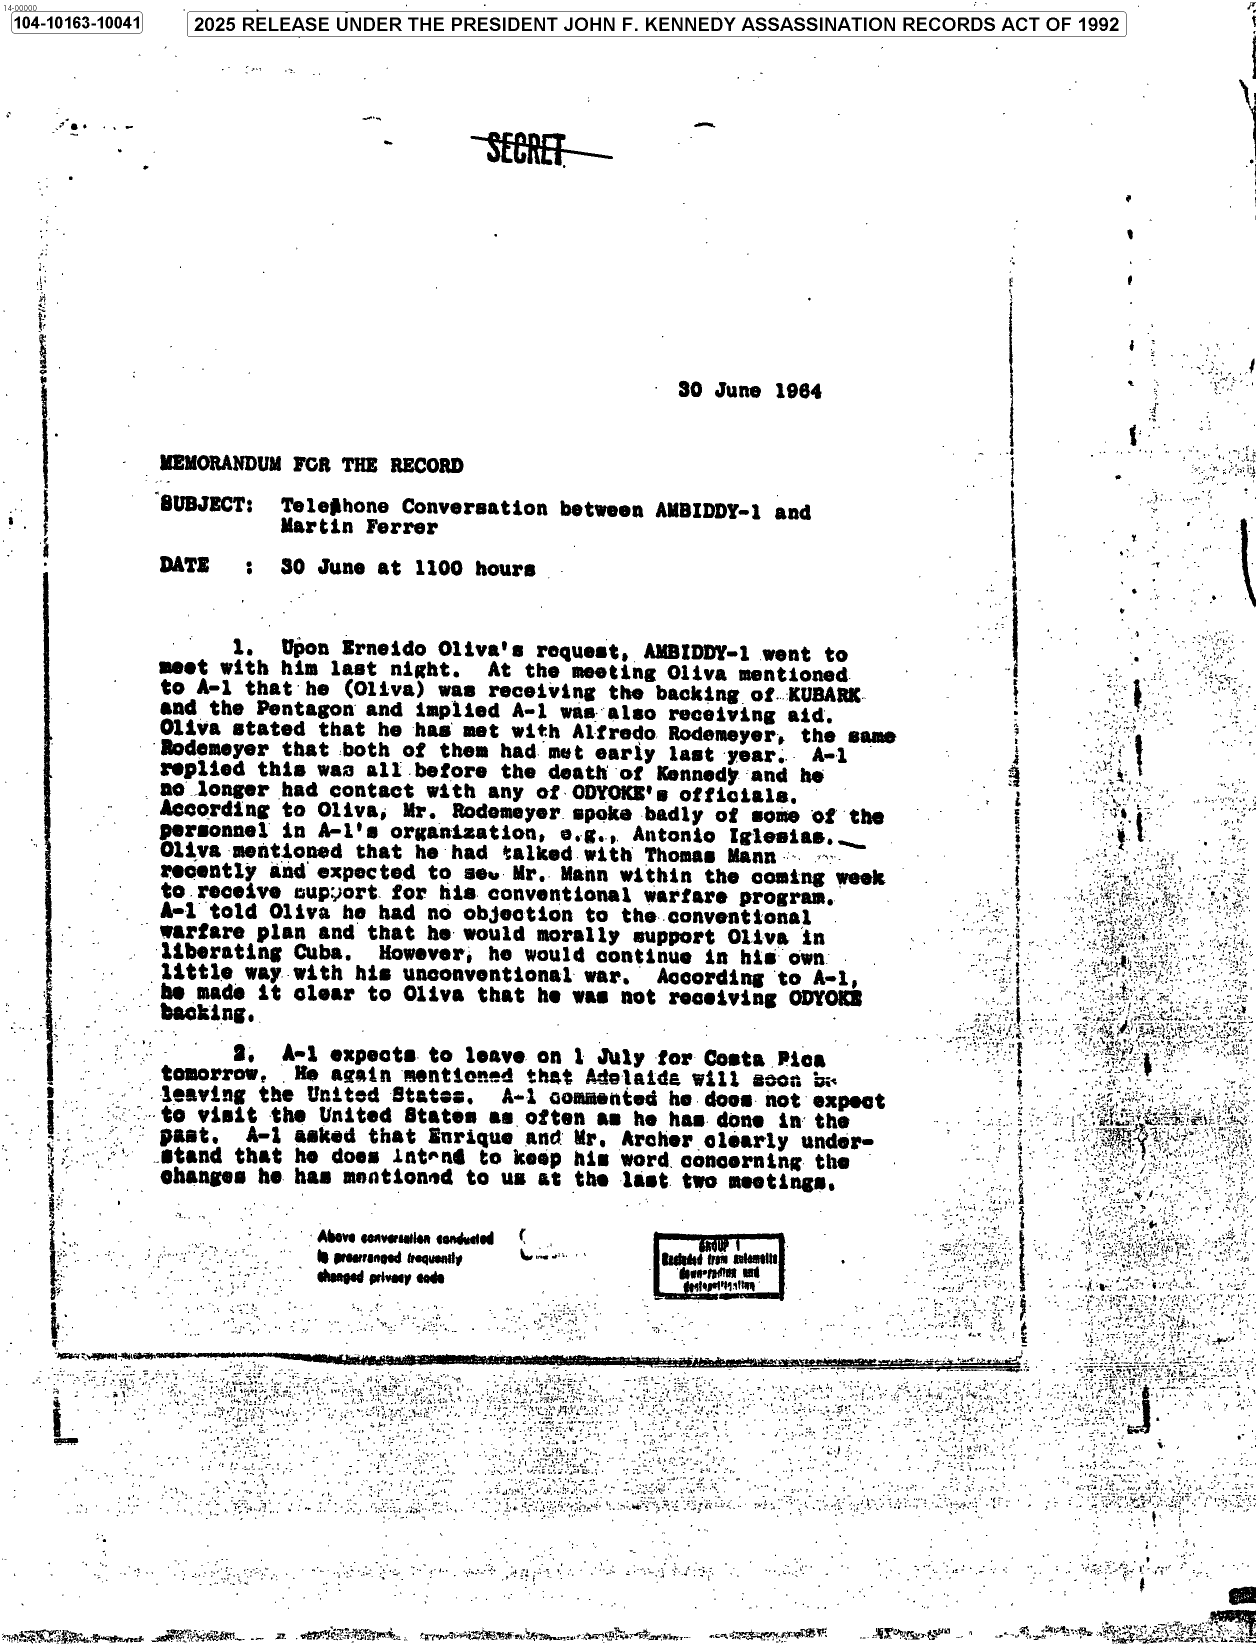 14-00000
104-10163-10041
2025 RELEASE UNDER THE PRESIDENT JOHN F. KENNEDY ASSASSINATION RECORDS ACT OF 1992
SECRET
30 June 1964
MEMORANDUM FOR THE RECORD
SUBJECT: Telephone Conversation between AMBIDDY-1 and
Martin Ferrer
DATE : 30 June at 1100 hours
1. Upon Erneido Oliva's request, AMBIDDY-1 went to
meet with him last night. At the meeting Oliva mentioned
to A-1 that he (Oliva) was receiving the backing of KUBARK
and the Pentagon and implied A-1 was also receiving aid.
Oliva stated that he has met with Alfredo Rodemeyer, the same
Rodemeyer that both of them had met early last year. A-1
replied this was all before the death of Kennedy and he
no longer had contact with any of ODYOKE's officials.
According to Oliva, Mr. Rodemeyer spoke badly of some of the
personnel in A-1's organization, e.g., Antonio Iglesias.
Oliva mentioned that he had talked with Thomas Mann
recently and expected to see Mr. Mann within the coming week
to receive support for his conventional warfare program.
A-1 told Oliva he had no objection to the conventional
warfare plan and that he would morally support Oliva in
liberating Cuba. However, he would continue in his own
little way with his unconventional war. According to A-1,
he made it clear to Oliva that he was not receiving ODYOKE
backing.
2. A-1 expects to leave on 1 July for Costa Rica
tomorrow. He again mentioned that Adelaida will soon be
leaving the United States. A-1 commented he does not expect
to visit the United States as often as he has done in the
past. A-1 asked that Enrique and Mr. Archer clearly under-
stand that he does intend to keep his word concerning the
changes he has mentioned to us at the last two meetings.
Above conversation conducted
in prearranged frequently
changed privacy code
GROUP 1
Excluded from automatic
downgrading and
declassification